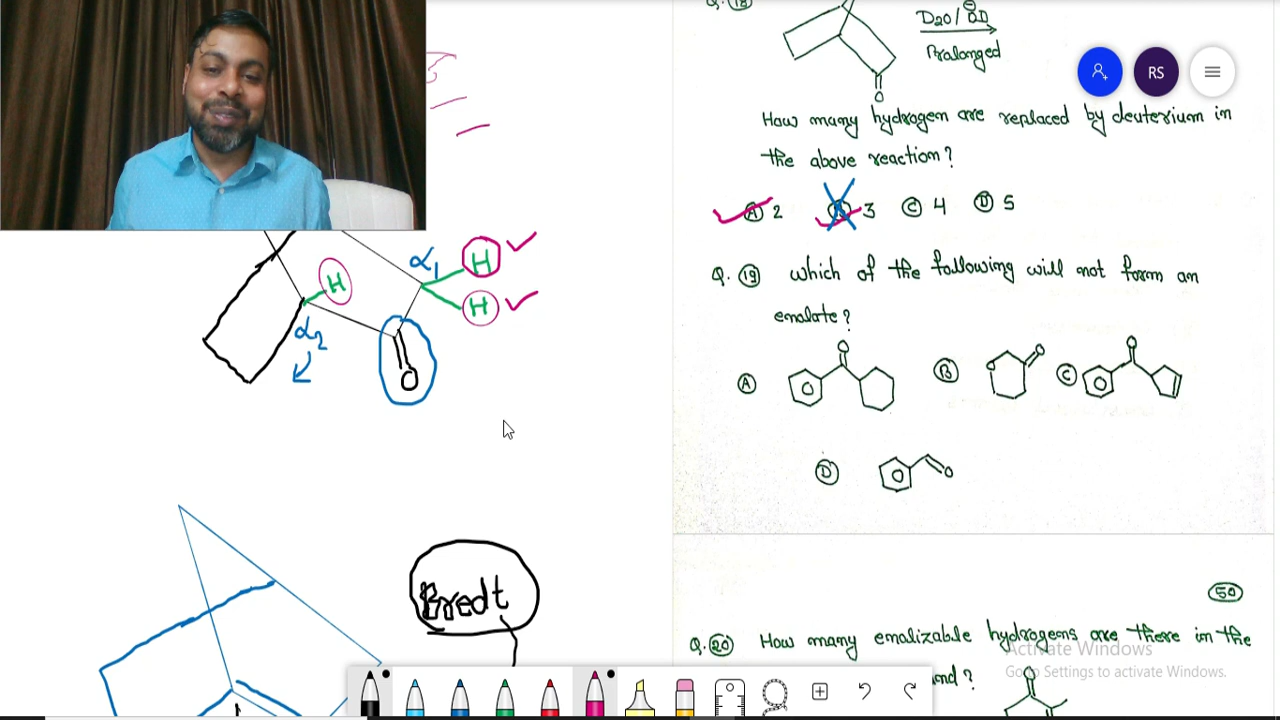 Q. 18
D2O / OD
Prolonged
O
RS
How many hydrogen are replaced by deuterium in
the above reaction?
A 2 B 3 C 4 D 5
α1 H
H
H
α2
O
Q. 19 which of the following will not form an
enolate?
A O B O O C O
D O
Bredt
50
Q. 20 How many enolizable hydrogens are there in the
ound?
O
Activate Windows
Go to Settings to activate Windows.